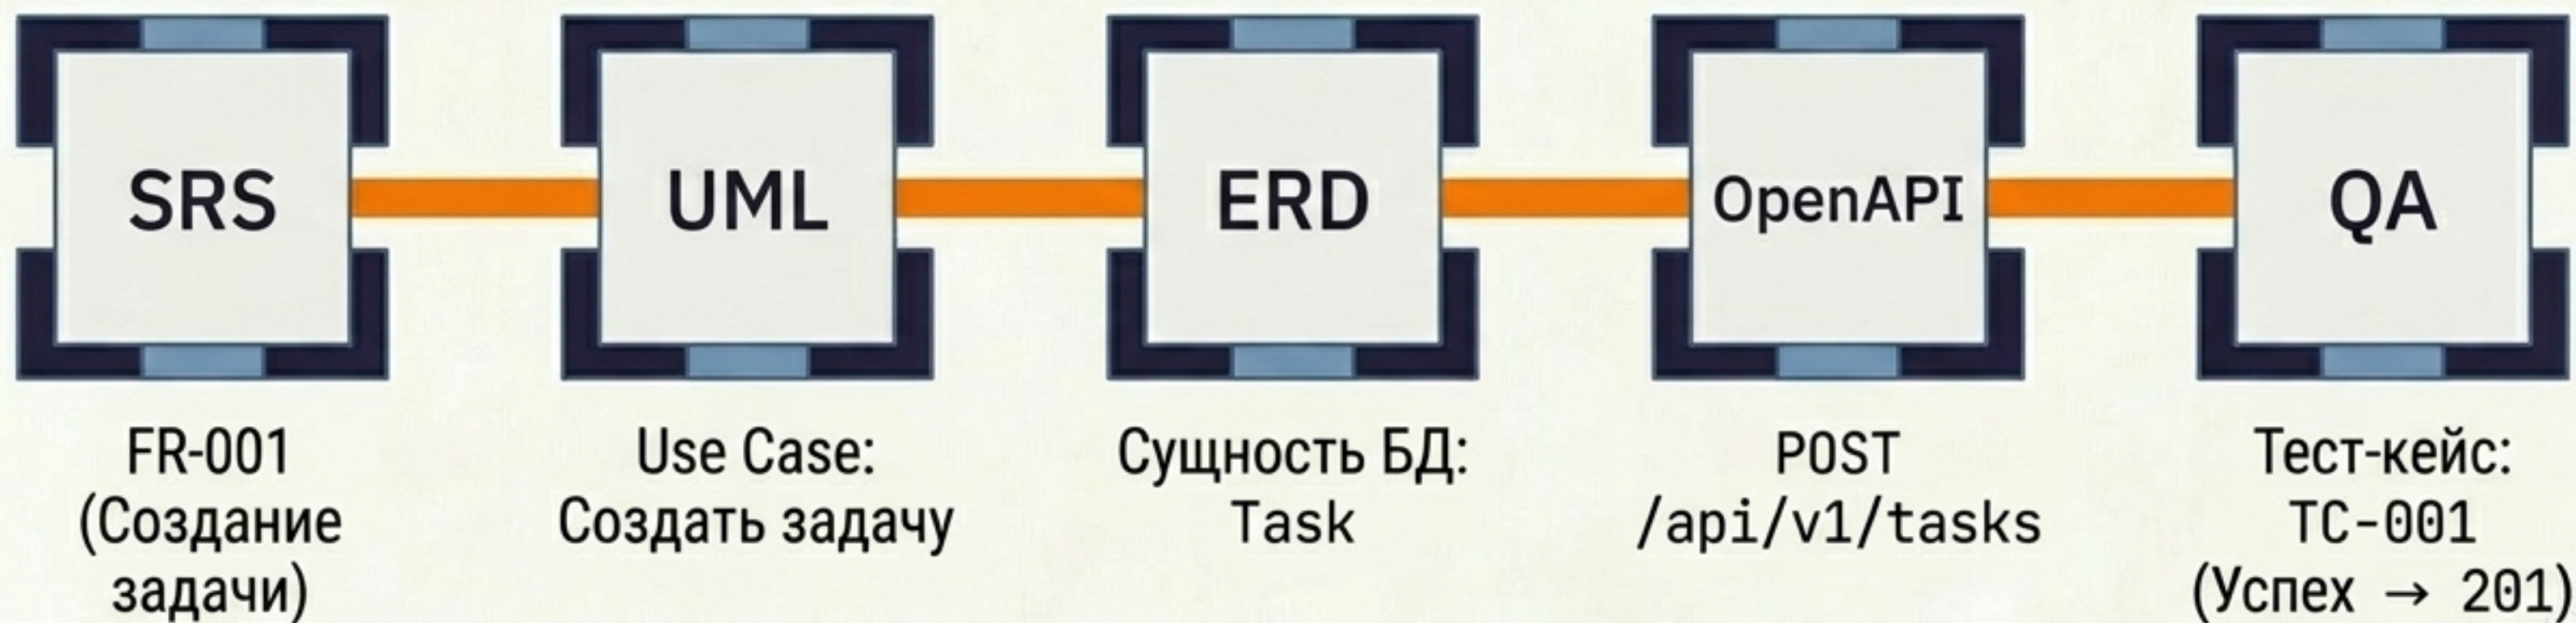 SRS
FR-001
(Создание
задачи)
UML
Use Case:
Создать задачу
ERD
Сущность БД:
Task
OpenAPI
POST
/api/v1/tasks
QA
Тест-кейс:
TC-001
(Успех → 201)